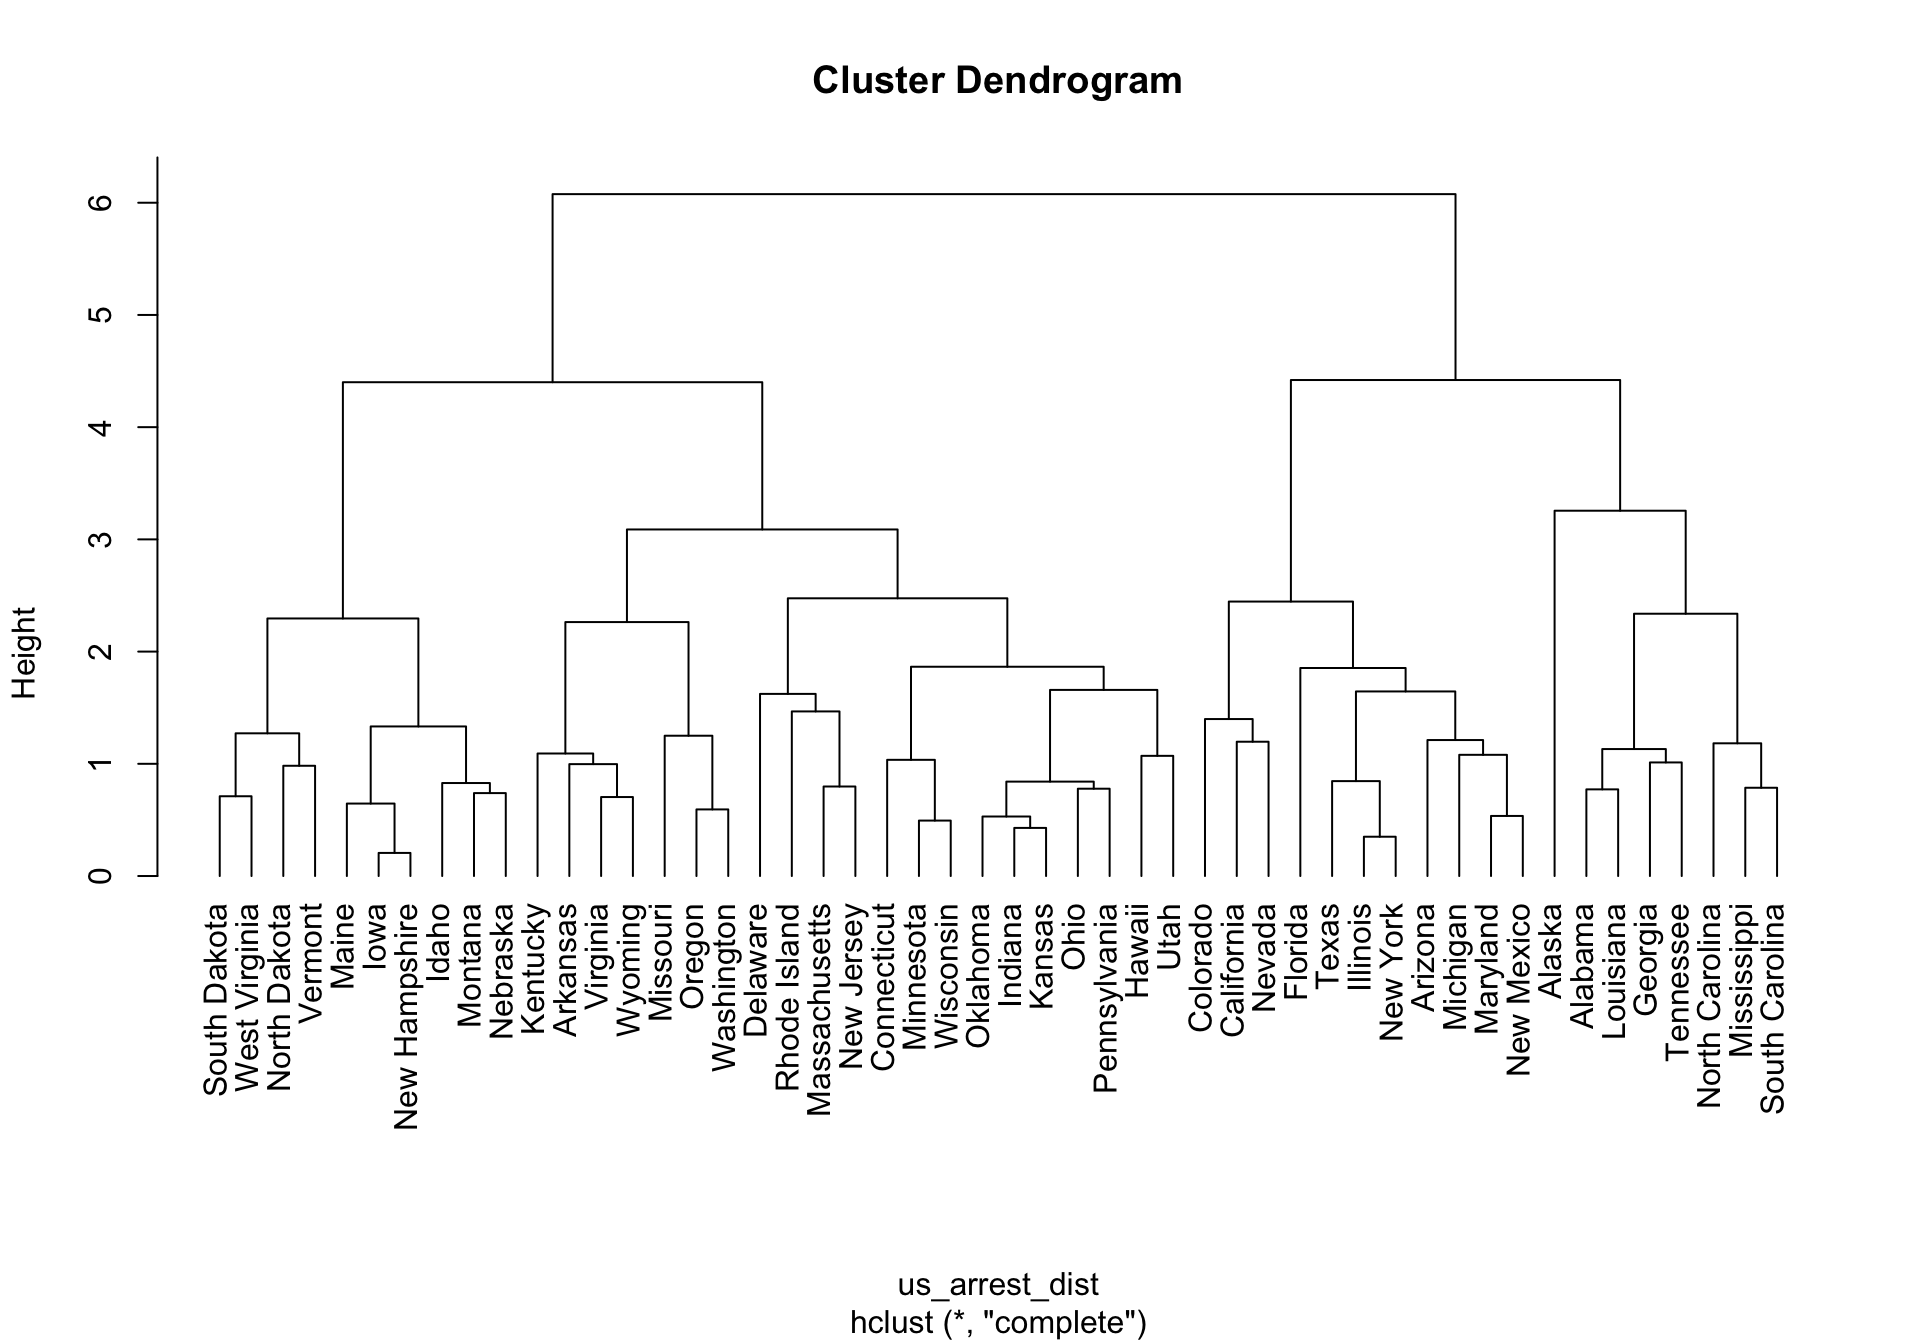 Cluster Dendrogram
Height
6
5
4
3
2
1
0
South Dakota
West Virginia
North Dakota
Vermont
Maine
Iowa
New Hampshire
Idaho
Montana
Nebraska
Kentucky
Arkansas
Virginia
Wyoming
Missouri
Oregon
Washington
Delaware
Rhode Island
Massachusetts
New Jersey
Connecticut
Minnesota
Wisconsin
Oklahoma
Indiana
Kansas
Ohio
Pennsylvania
Hawaii
Utah
Colorado
California
Nevada
Florida
Texas
Illinois
New York
Arizona
Michigan
Maryland
New Mexico
Alaska
Alabama
Louisiana
Georgia
Tennessee
North Carolina
Mississippi
South Carolina
us_arrest_dist
hclust (*, "complete")